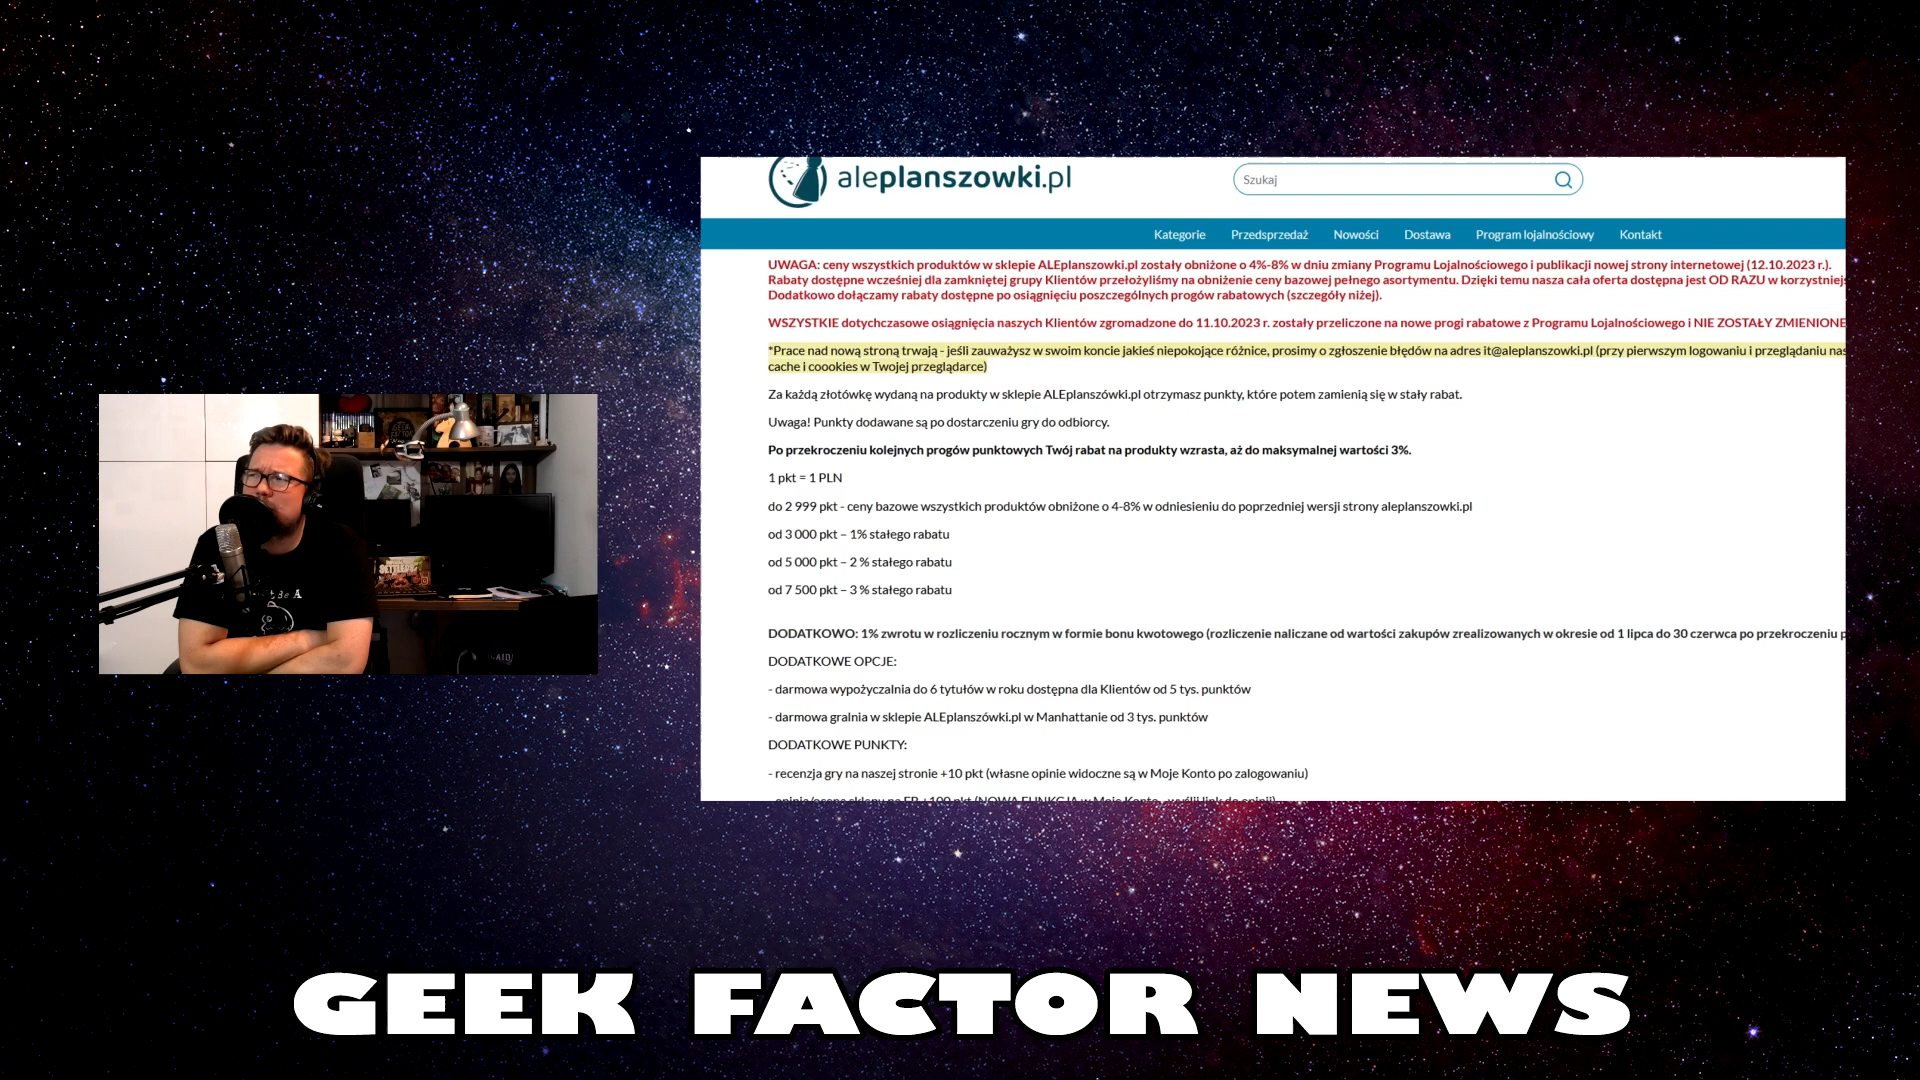 aleplanszowki.pl
Szukaj
Kategorie Przedsprzedaż Nowości Dostawa Program lojalnościowy Kontakt
UWAGA: ceny wszystkich produktów w sklepie ALEplanszowki.pl zostały obniżone o 4%-8% w dniu zmiany Programu Lojalnościowego i publikacji nowej strony internetowej (12.10.2023 r.).
Rabaty dostępne wcześniej dla zamkniętej grupy Klientów przełożyliśmy na obniżenie ceny bazowej pełnego asortymentu. Dzięki temu nasza cała oferta dostępna jest OD RAZU w
Dodatkowo dołączamy rabaty dostępne po osiągnięciu poszczególnych progów rabatowych (szczegóły niżej).
WSZYSTKIE dotychczasowe osiągnięcia naszych Klientów zgromadzone do 11.10.2023 r. zostały przeliczone na nowe progi rabatowe z Programu Lojalnościowego i NIE ZOSTAŁY ZMIENIONE
*Prace nad nową stroną trwają - jeśli zauważysz w swoim koncie jakieś niepokojące różnice, prosimy o zgłoszenie błędów na adres it@aleplanszowki.pl (przy pierwszym logowaniu i przeglądaniu
cache i coookies w Twojej przeglądarce)
Za każdą złotówkę wydaną na produkty w sklepie ALEplanszówki.pl otrzymasz punkty, które potem zamienią się w stały rabat.
Uwaga! Punkty dodawane są po dostarczeniu gry do odbiorcy.
Po przekroczeniu kolejnych progów punktowych Twój rabat na produkty wzrasta, aż do maksymalnej wartości 3%.
1 pkt = 1 PLN
do 2 999 pkt - ceny bazowe wszystkich produktów obniżone o 4-8% w odniesieniu do poprzedniej wersji strony aleplanszowki.pl
od 3 000 pkt – 1% stałego rabatu
od 5 000 pkt – 2 % stałego rabatu
od 7 500 pkt – 3 % stałego rabatu
DODATKOWO: 1% zwrotu w rozliczeniu rocznym w formie bonu kwotowego (rozliczenie naliczane od wartości zakupów zrealizowanych w okresie od 1 lipca do 30 czerwca po przekroczeniu
DODATKOWE OPCJE:
- darmowa wypożyczalnia do 6 tytułów w roku dostępna dla Klientów od 5 tys. punktów
- darmowa gralnia w sklepie ALEplanszówki.pl w Manhattanie od 3 tys. punktów
DODATKOWE PUNKTY:
- recenzja gry na naszej stronie +10 pkt (własne opinie widoczne są w Moje Konto po zalogowaniu)
GEEK FACTOR NEWS